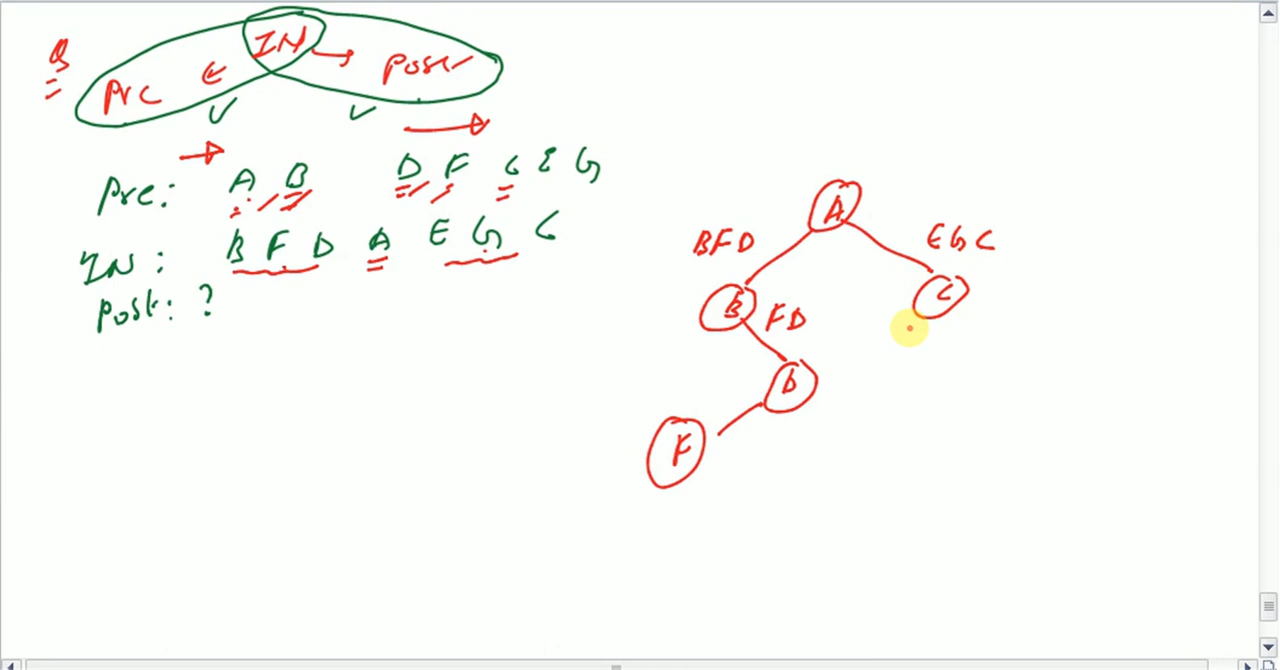 Q
IN → Post
Pre ←
Pre: A B D F C E G
IN: B F D A E G C
Post: ?
A
BFD EGC
B C
FD
D
F